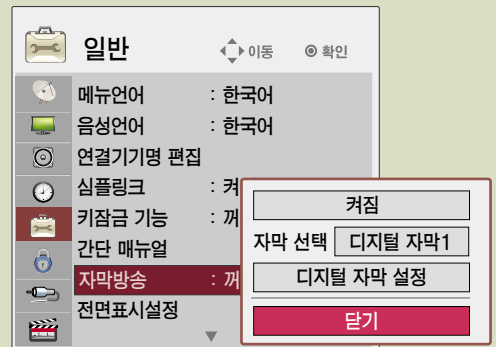 일반 이동 확인
메뉴언어 : 한국어
음성언어 : 한국어
연결기기명 편집
심플링크 : 켜
키잠금 기능 : 꺼
간단 매뉴얼
자막방송 : 꺼
전면표시설정
켜짐
자막 선택 디지털 자막1
디지털 자막 설정
닫기